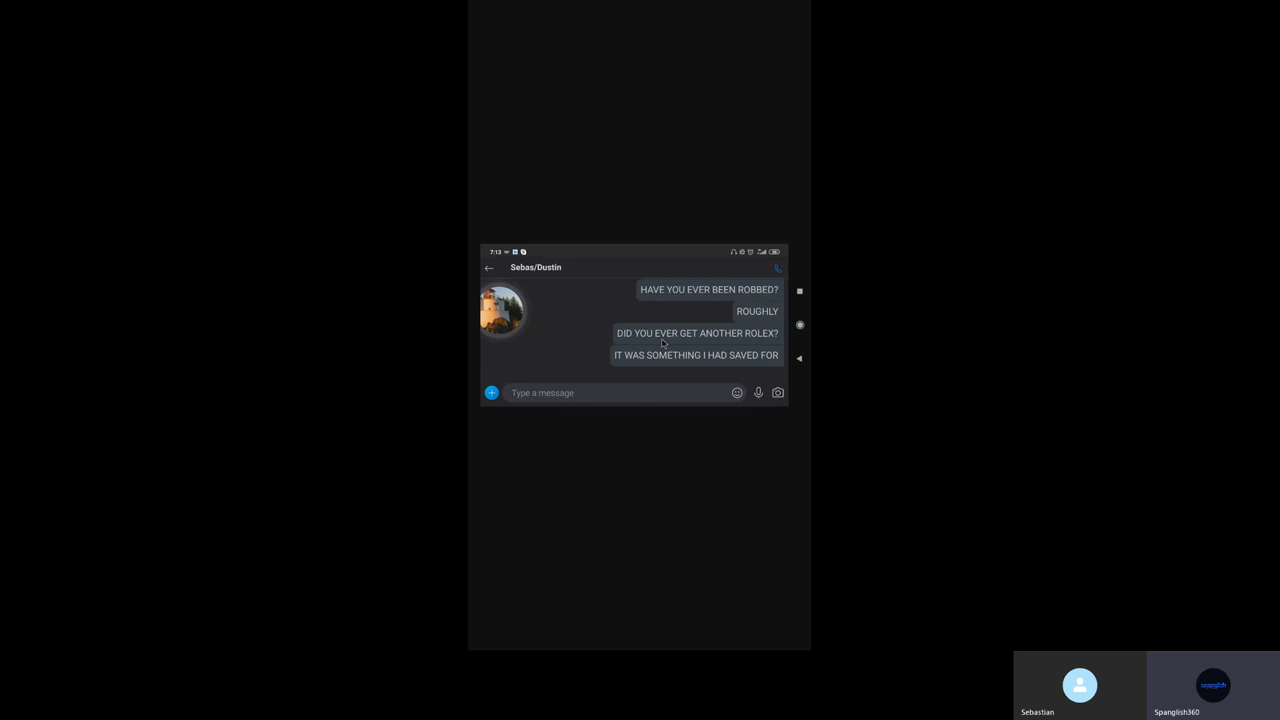 7:13
Sebas/Dustin
HAVE YOU EVER BEEN ROBBED?
ROUGHLY
DID YOU EVER GET ANOTHER ROLEX?
IT WAS SOMETHING I HAD SAVED FOR
Type a message
Sebastian
Spanglish360